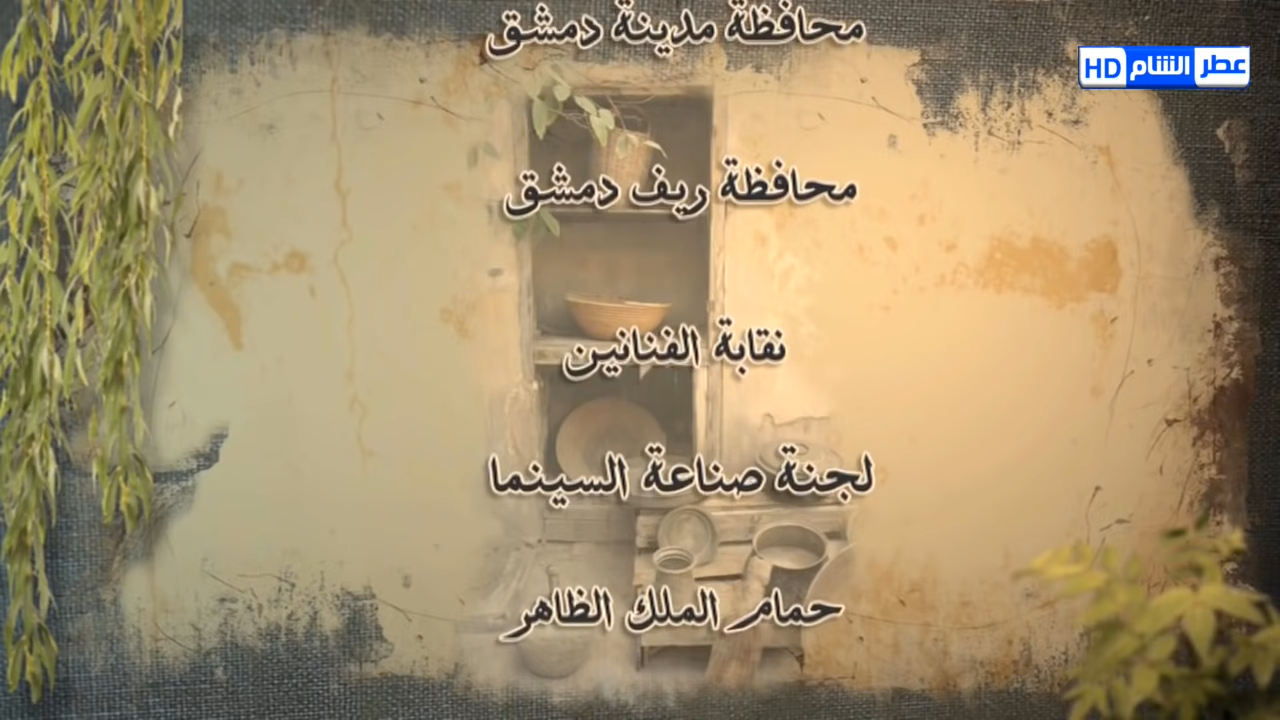 محافظة مدينة دمشق
عطر الشام HD
محافظة ريف دمشق
نقابة الفنانين
لجنة صناعة السينما
حمام الملك الظاهر